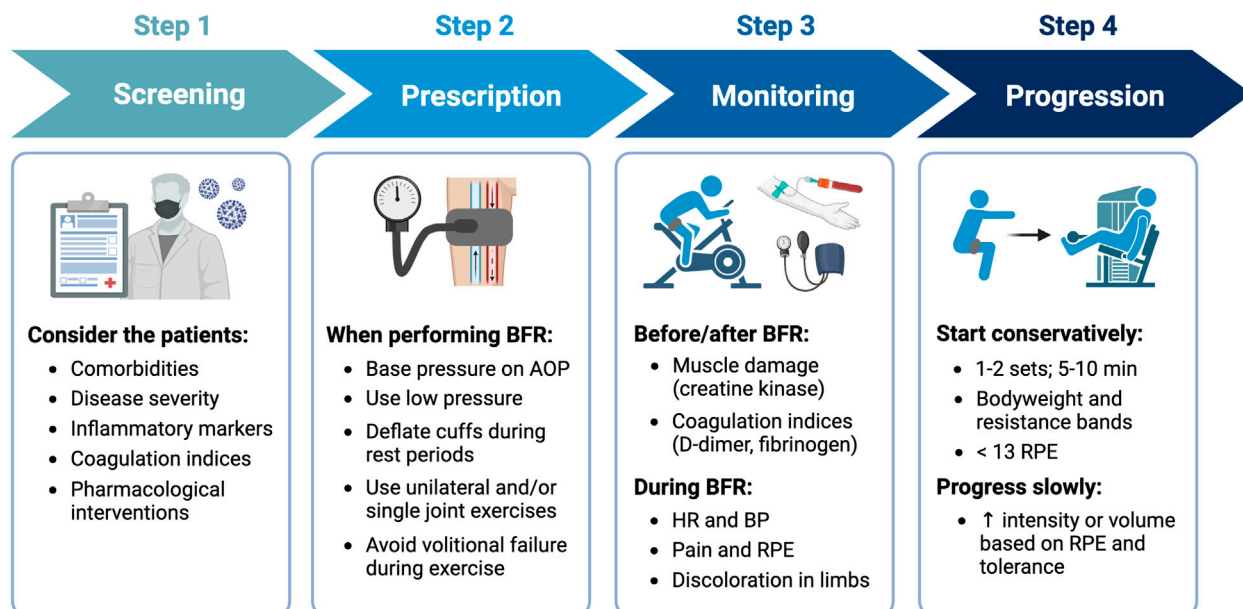 Step 1
Step 2
Step 3
Step 4
Screening
Prescription
Monitoring
Progression
Consider the patients:
• Comorbidities
• Disease severity
• Inflammatory markers
• Coagulation indices
• Pharmacological
interventions
When performing BFR:
• Base pressure on AOP
• Use low pressure
• Deflate cuffs during
rest periods
• Use unilateral and/or
single joint exercises
• Avoid volitional failure
during exercise
Before/after BFR:
• Muscle damage
(creatine kinase)
• Coagulation indices
(D-dimer, fibrinogen)
During BFR:
• HR and BP
• Pain and RPE
• Discoloration in limbs
Start conservatively:
• 1-2 sets; 5-10 min
• Bodyweight and
resistance bands
• < 13 RPE
Progress slowly:
• ↑ intensity or volume
based on RPE and
tolerance